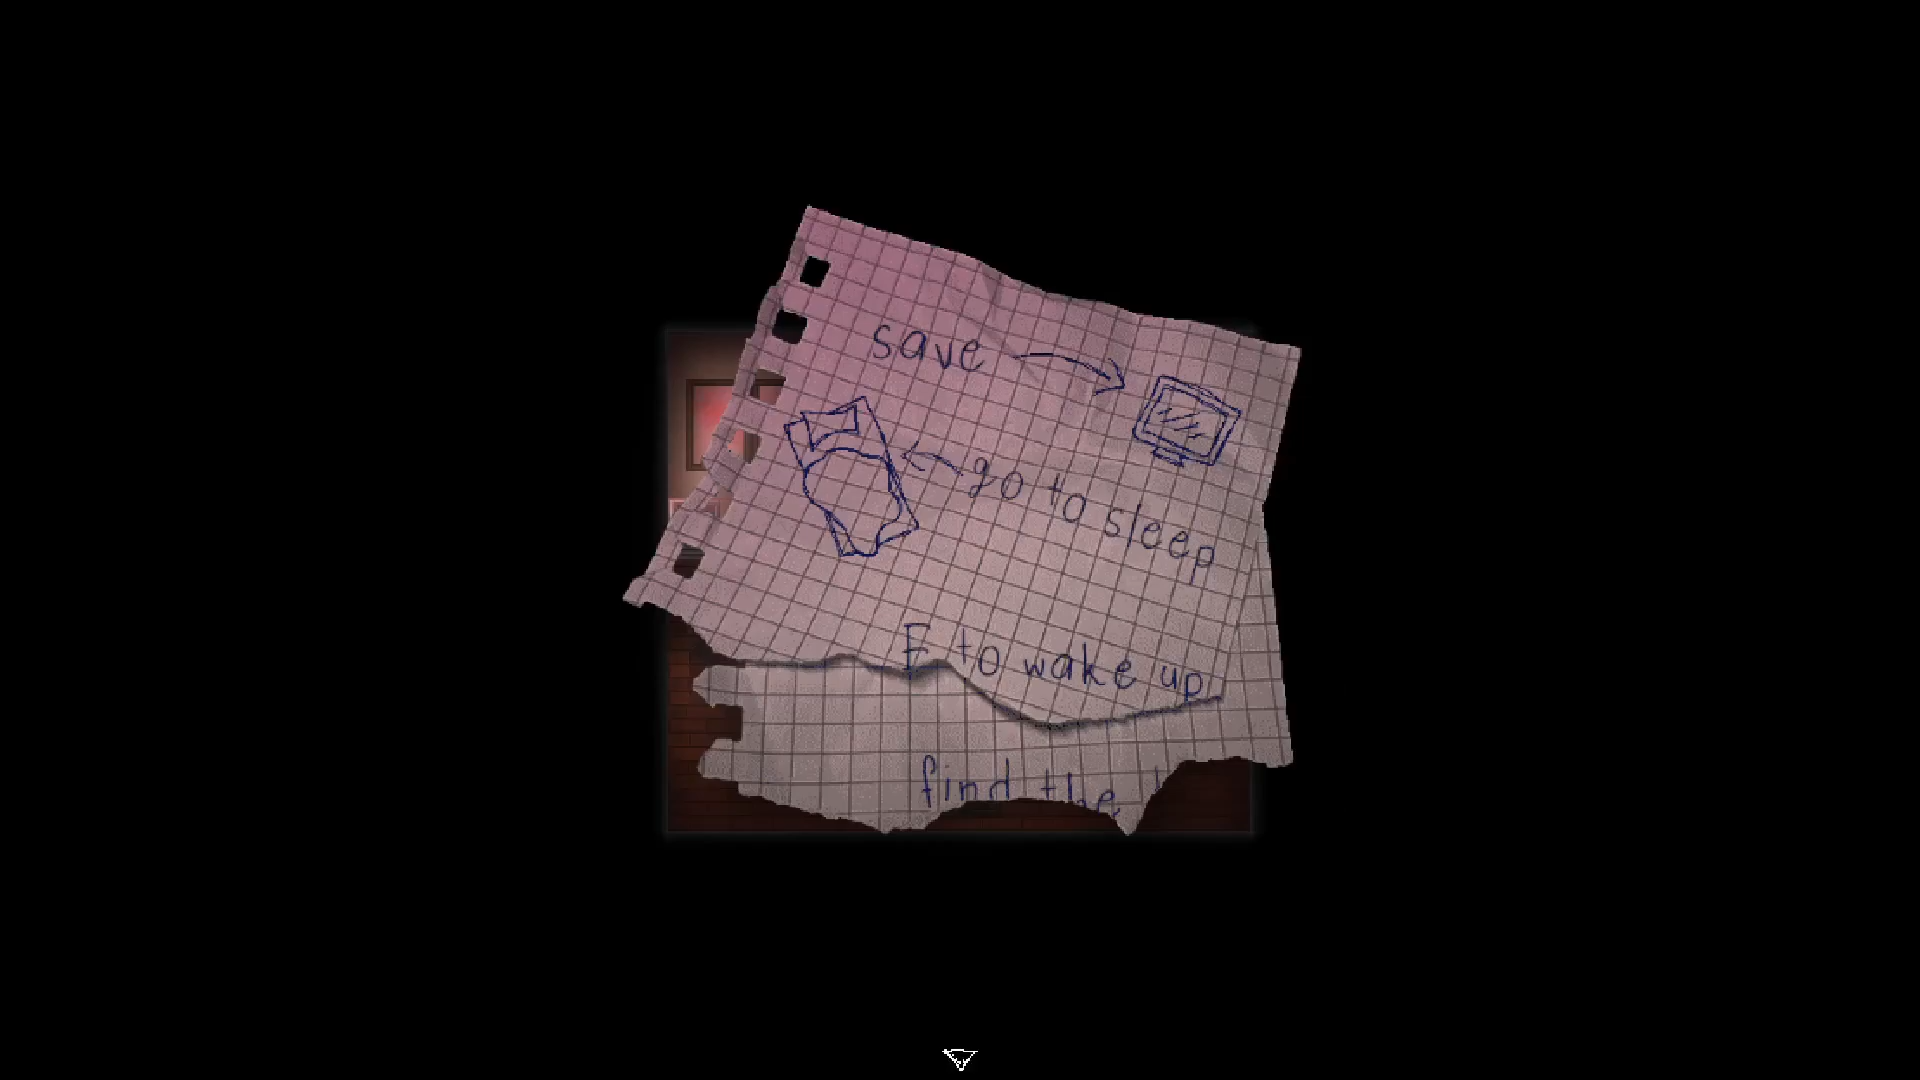 save
go to sleep
E to wake up
find the